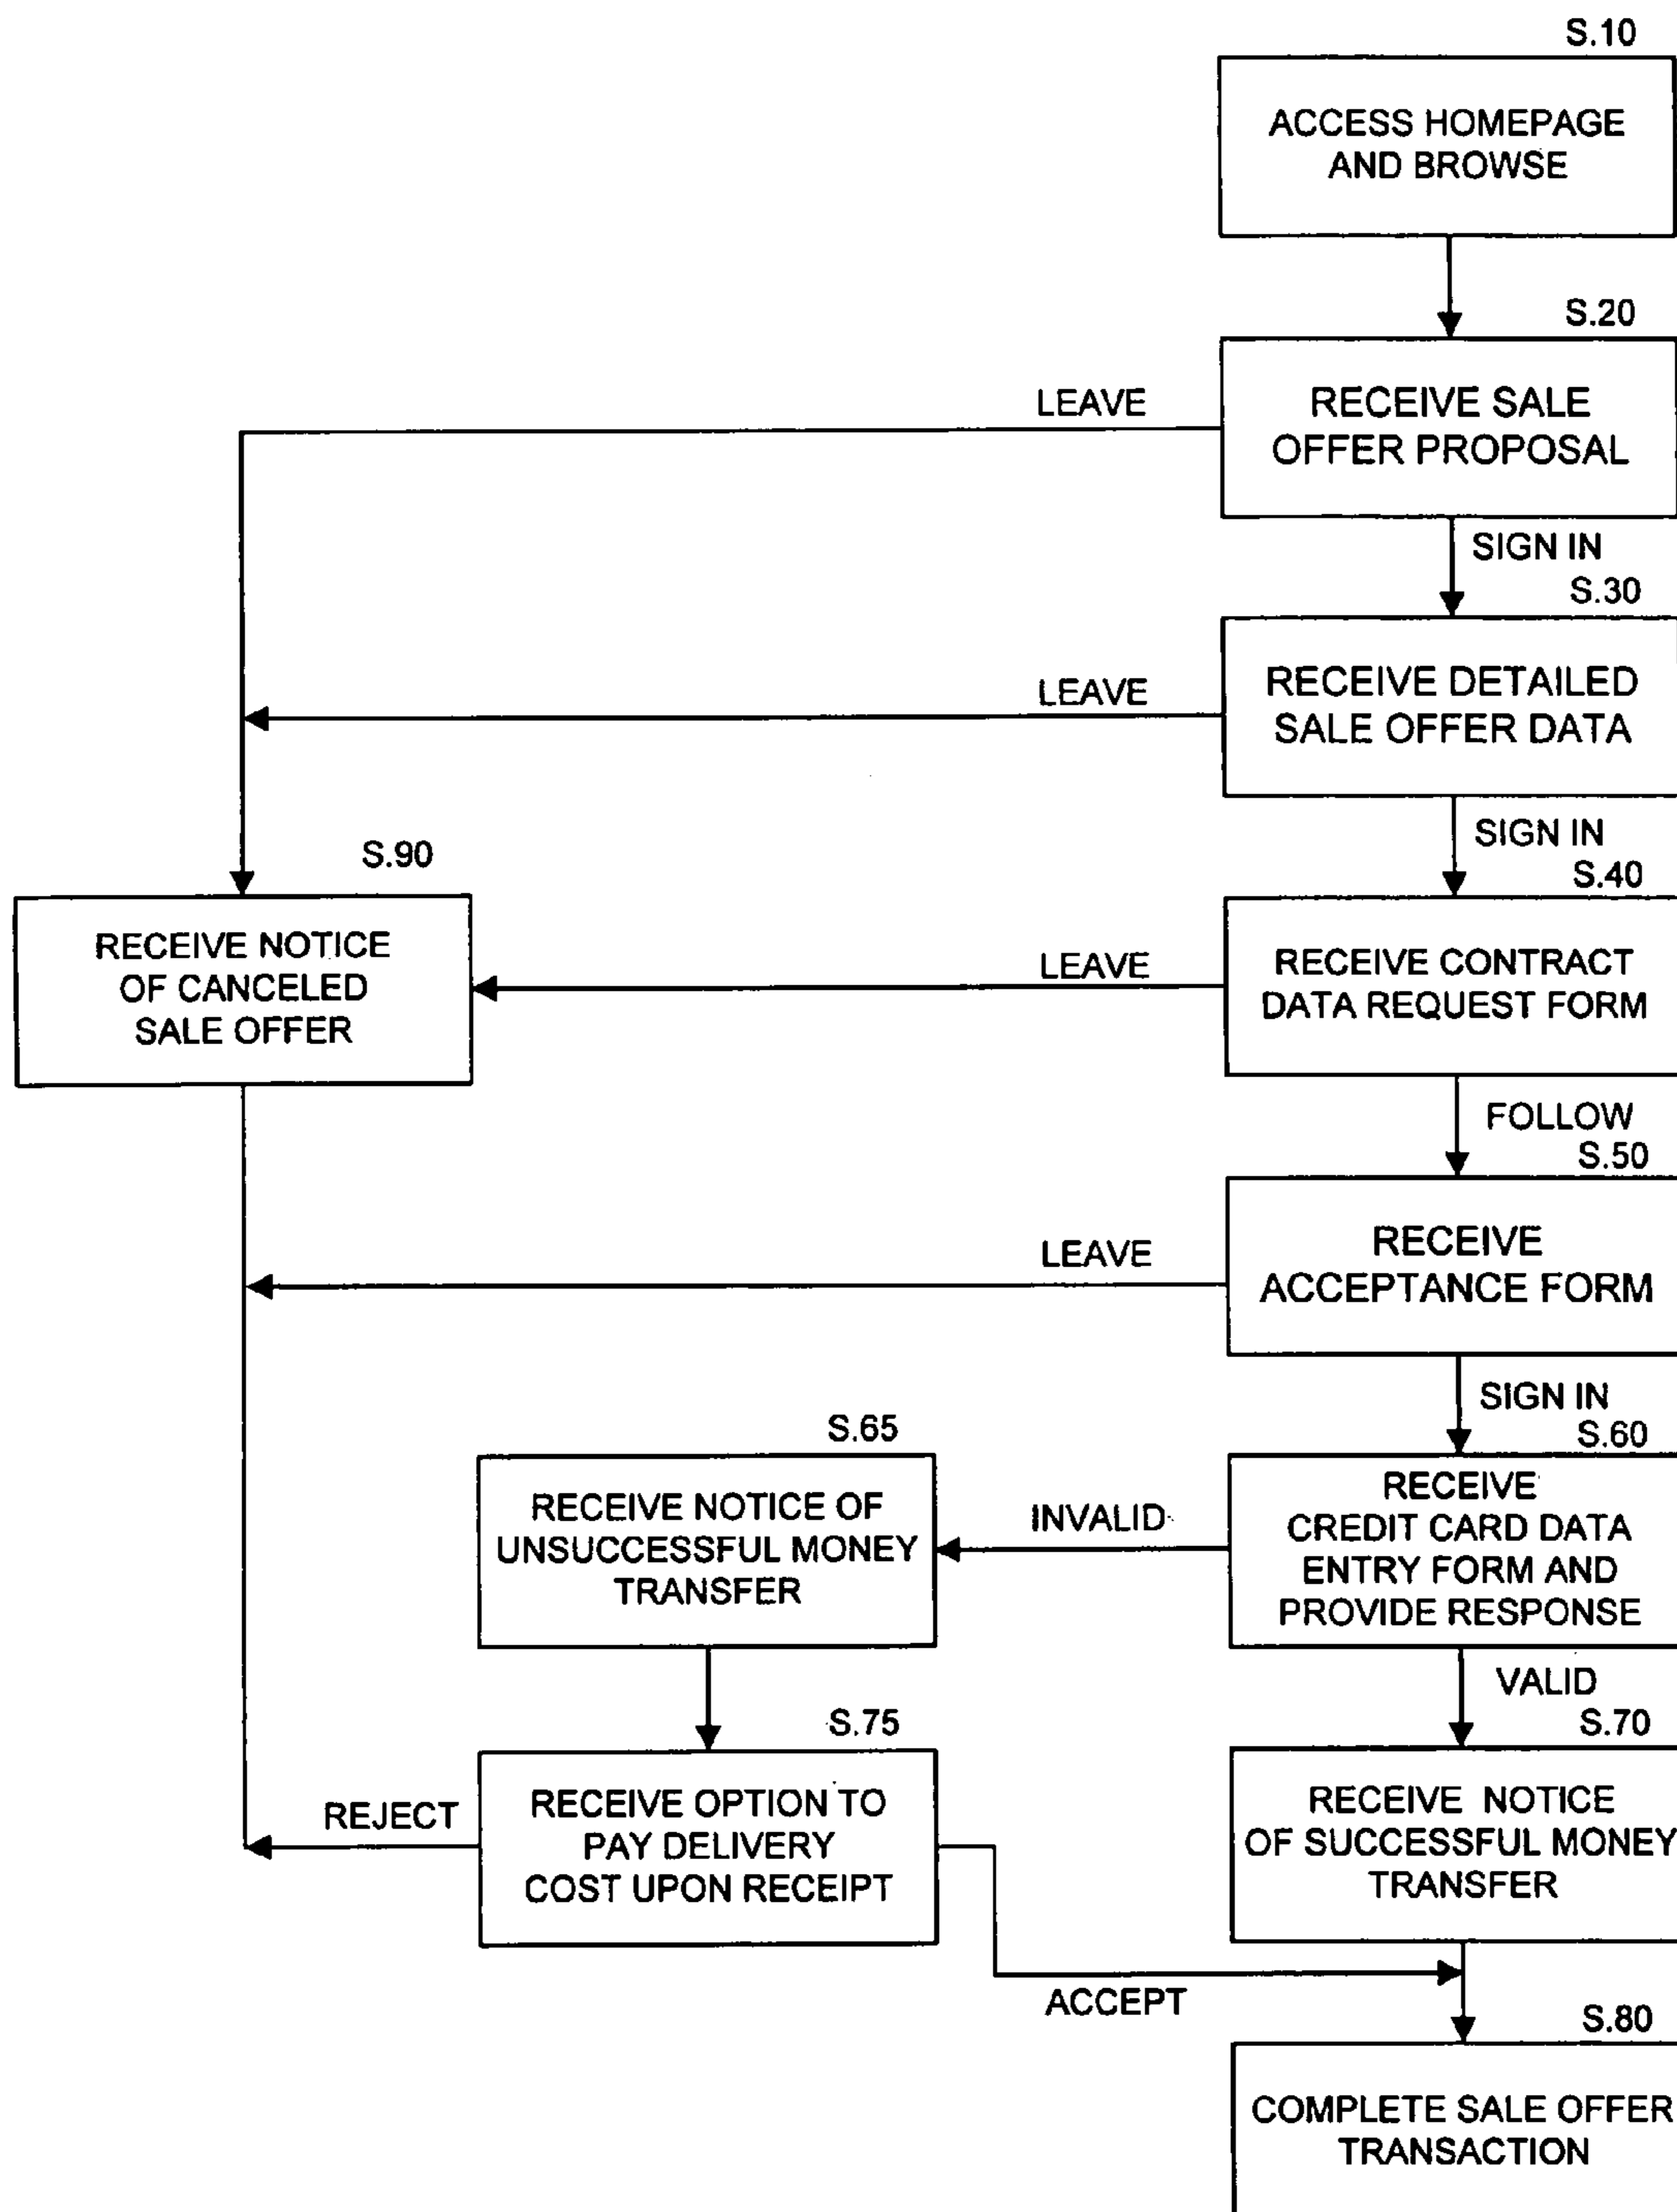 S.10
ACCESS HOMEPAGE
AND BROWSE
S.20
LEAVE
RECEIVE SALE
OFFER PROPOSAL
SIGN IN
S.30
LEAVE
RECEIVE DETAILED
SALE OFFER DATA
SIGN IN
S.90
S.40
RECEIVE NOTICE
OF CANCELED
SALE OFFER
LEAVE
RECEIVE CONTRACT
DATA REQUEST FORM
FOLLOW
S.50
LEAVE
RECEIVE
ACCEPTANCE FORM
SIGN IN
S.65
S.60
RECEIVE NOTICE OF
UNSUCCESSFUL MONEY
TRANSFER
INVALID
RECEIVE
CREDIT CARD DATA
ENTRY FORM AND
PROVIDE RESPONSE
VALID
S.75
S.70
REJECT
RECEIVE OPTION TO
PAY DELIVERY
COST UPON RECEIPT
RECEIVE NOTICE
OF SUCCESSFUL MONEY
TRANSFER
ACCEPT
S.80
COMPLETE SALE OFFER
TRANSACTION